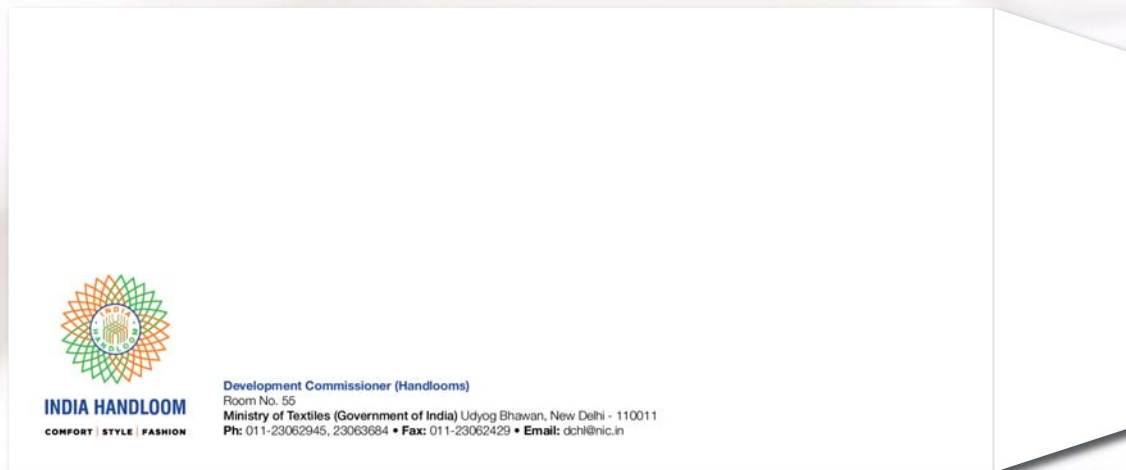 INDIA
HANDLOOM
INDIA HANDLOOM
COMFORT | STYLE | FASHION
Development Commissioner (Handlooms)
Room No. 55
Ministry of Textiles (Government of India) Udyog Bhawan, New Delhi - 110011
Ph: 011-23062945, 23063684 • Fax: 011-23062429 • Email: dchl@nic.in